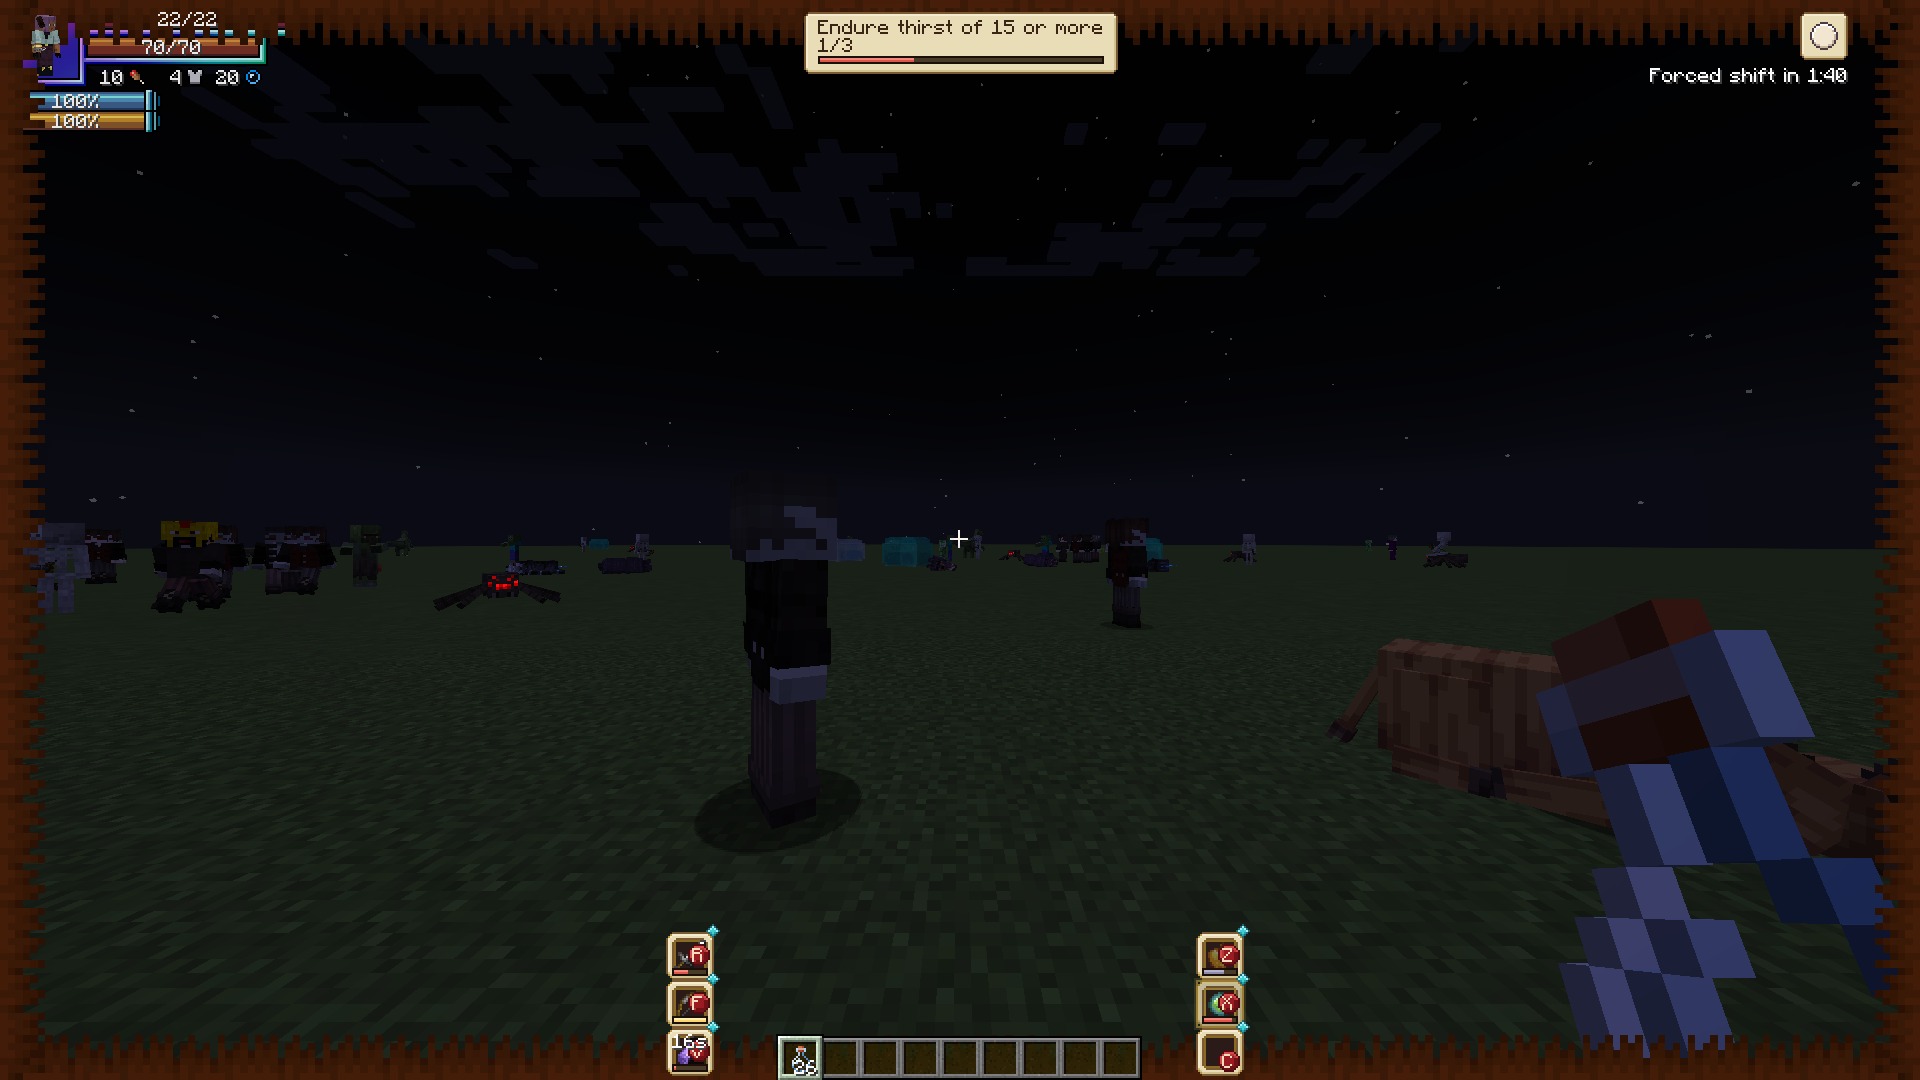 22/22
70/70
10 4 20
100%
100%
Endure thirst of 15 or more
1/3
Forced shift in 1:40
R
F
16s
V
Z
X
C
26